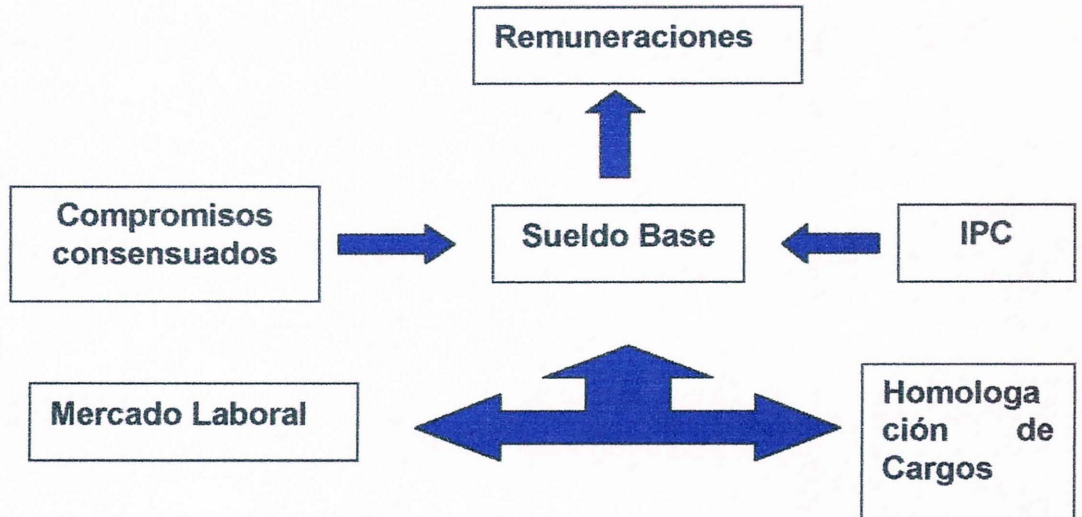 Remuneraciones
Compromisos
consensuados
Sueldo Base
IPC
Mercado Laboral
Homologa
ción de
Cargos